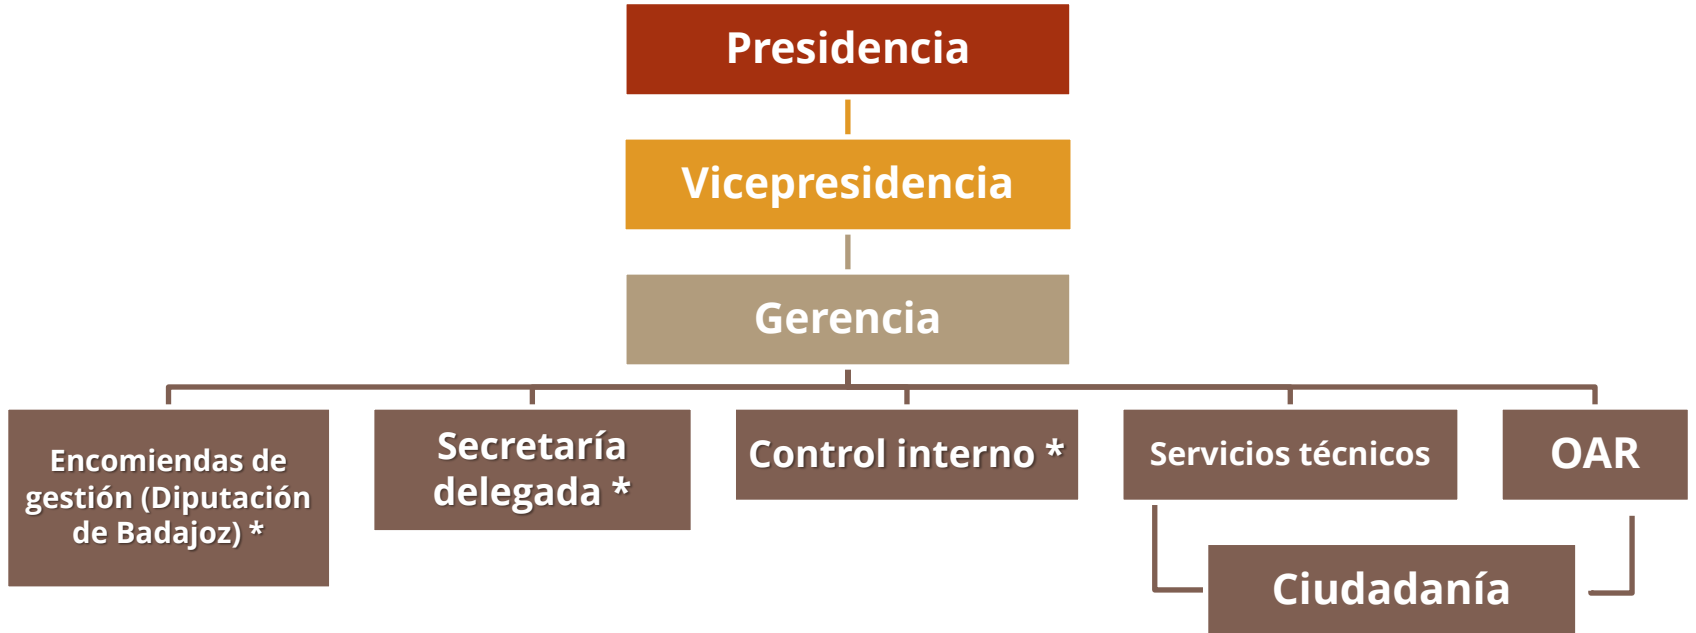 Presidencia
Vicepresidencia
Gerencia
Encomiendas de
gestión (Diputación
de Badajoz) *
Secretaría
delegada *
Control interno *
Servicios técnicos
OAR
Ciudadanía